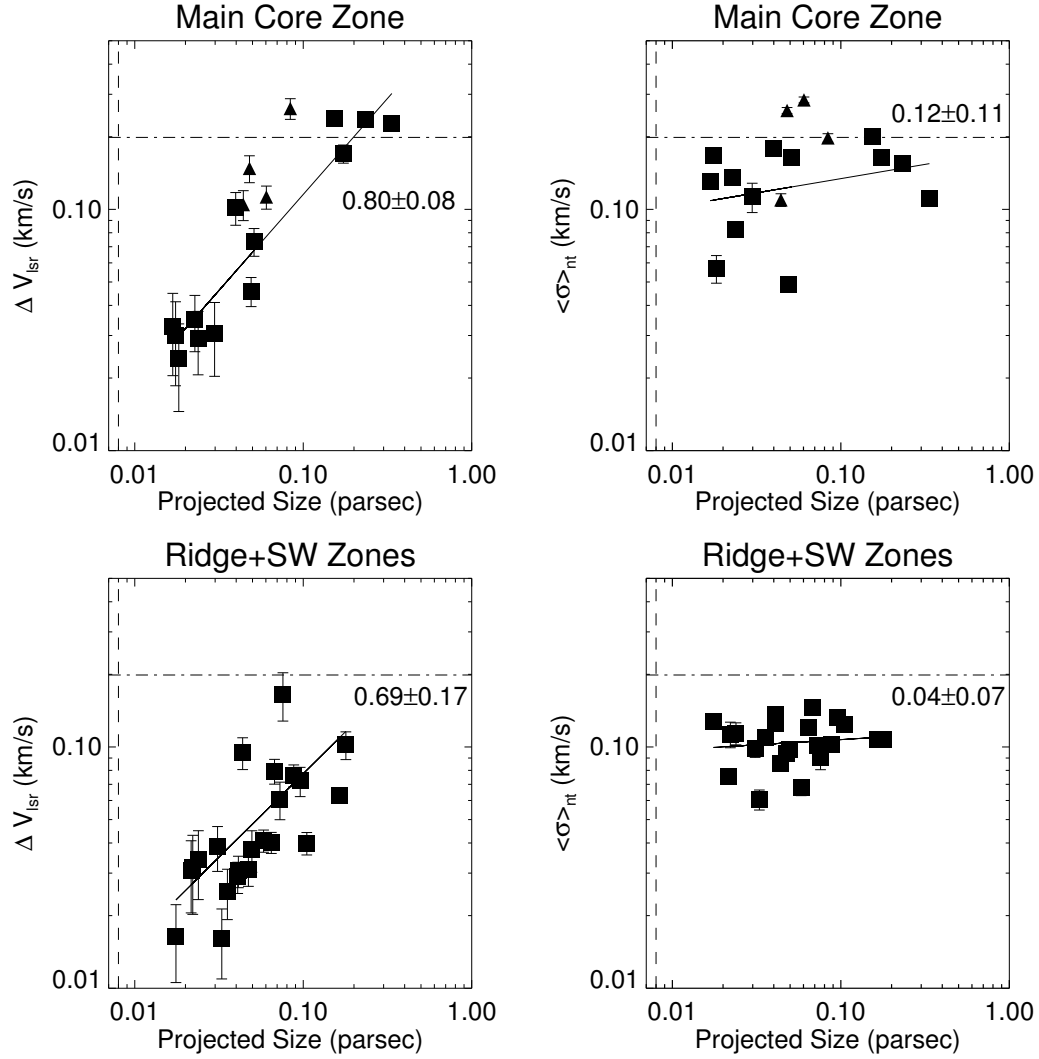 Main Core Zone
Δ V_lsr (km/s)
0.10
0.01
0.80±0.08
0.01 0.10 1.00
Projected Size (parsec)
Main Core Zone
<σ>_nt (km/s)
0.10
0.01
0.12±0.11
0.01 0.10 1.00
Projected Size (parsec)
Ridge+SW Zones
Δ V_lsr (km/s)
0.10
0.01
0.69±0.17
0.01 0.10 1.00
Projected Size (parsec)
Ridge+SW Zones
<σ>_nt (km/s)
0.10
0.01
0.04±0.07
0.01 0.10 1.00
Projected Size (parsec)